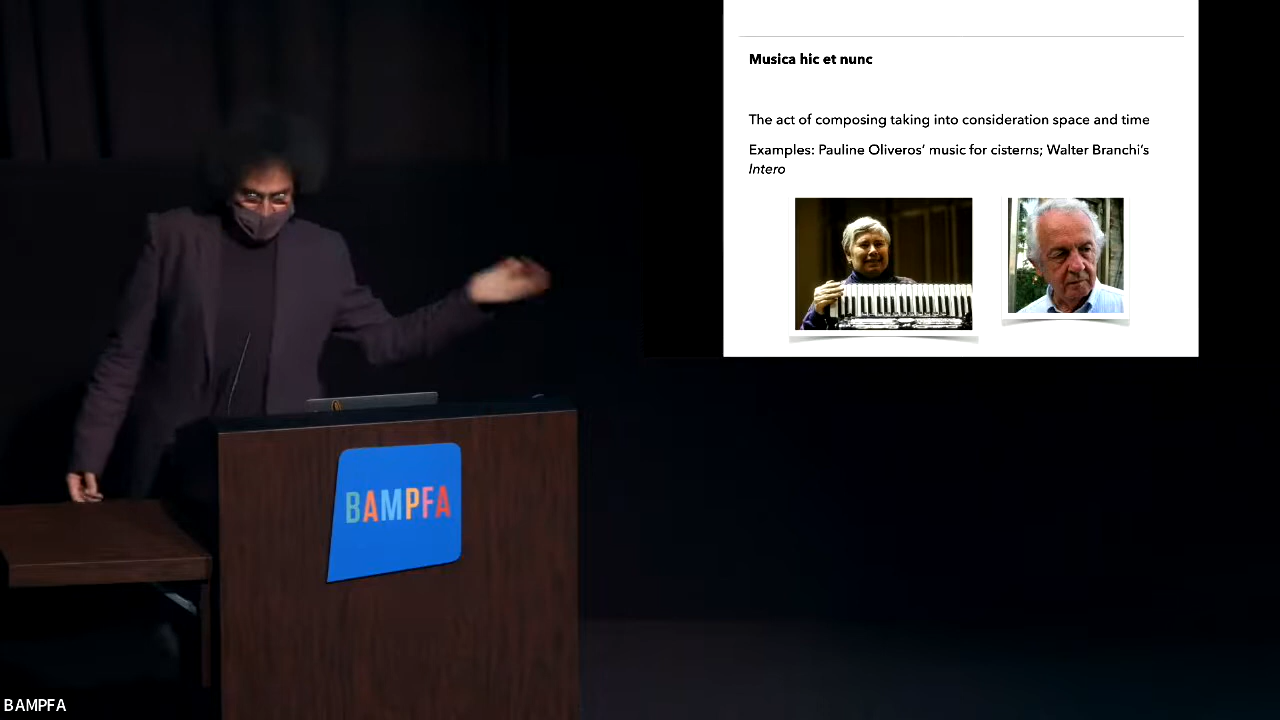 Musica hic et nunc
The act of composing taking into consideration space and time
Examples: Pauline Oliveros’ music for cisterns; Walter Branchi’s
Intero
BAMPFA
BAMPFA